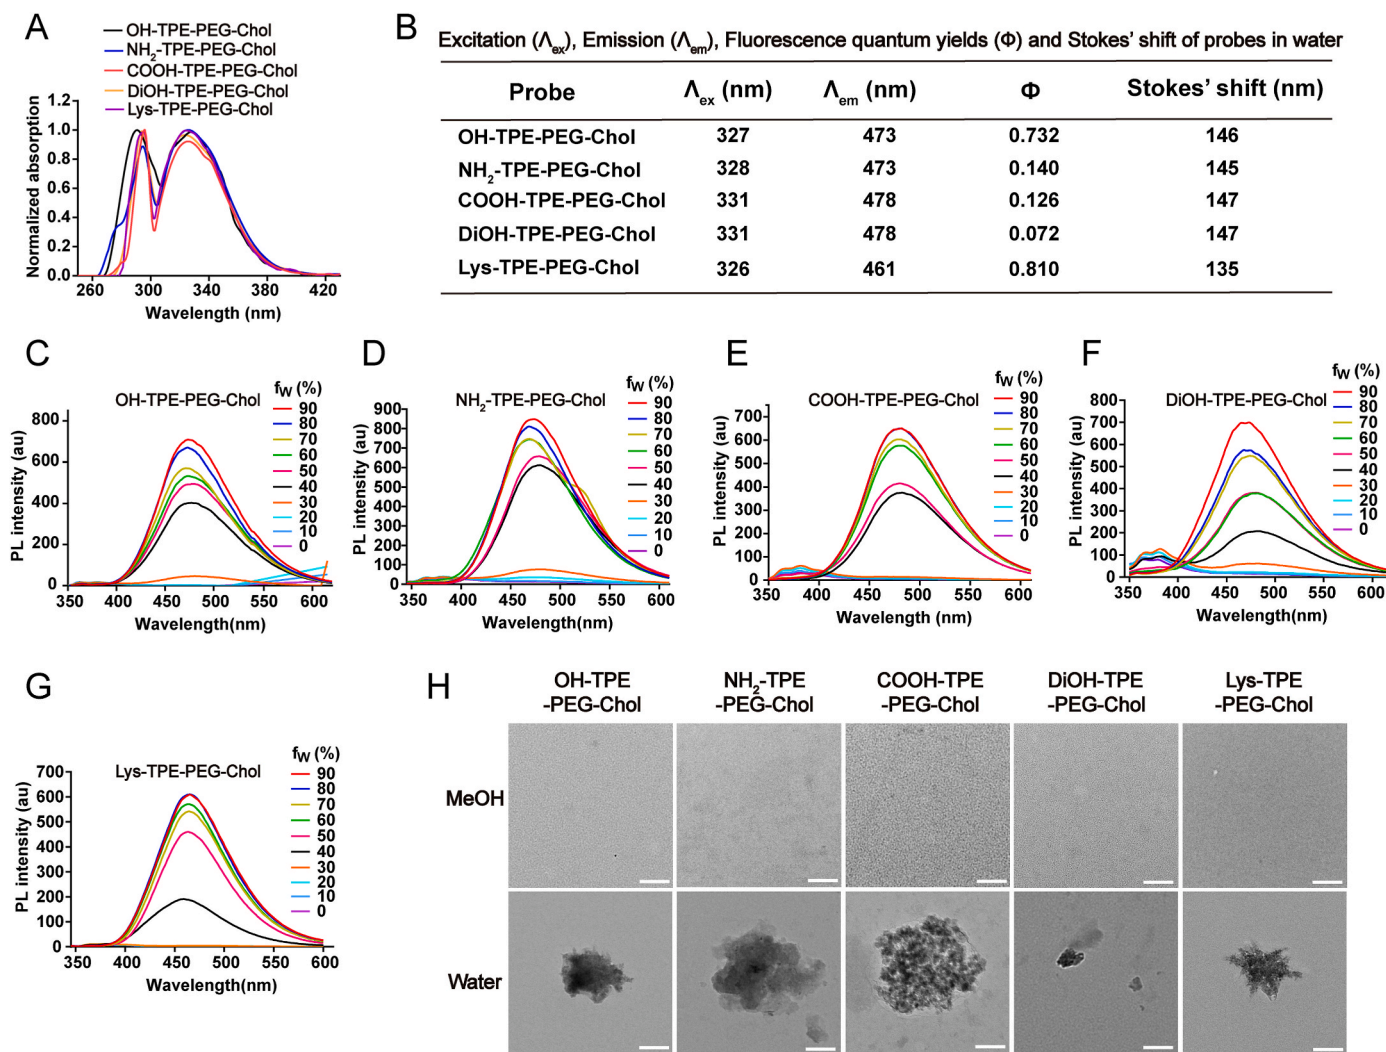 A
OH-TPE-PEG-Chol
NH2-TPE-PEG-Chol
COOH-TPE-PEG-Chol
DiOH-TPE-PEG-Chol
Lys-TPE-PEG-Chol
Normalized absorption
1.2
1.0
0.8
0.6
0.4
0.2
0.0
260 300 340 380 420
Wavelength (nm)
B
Excitation (Λex), Emission (Λem), Fluorescence quantum yields (Φ) and Stokes' shift of probes in water
Probe Λex (nm) Λem (nm) Φ Stokes' shift (nm)
OH-TPE-PEG-Chol 327 473 0.732 146
NH2-TPE-PEG-Chol 328 473 0.140 145
COOH-TPE-PEG-Chol 331 478 0.126 147
DiOH-TPE-PEG-Chol 331 478 0.072 147
Lys-TPE-PEG-Chol 326 461 0.810 135
C
OH-TPE-PEG-Chol
fW (%)
90
80
70
60
50
40
30
20
10
0
PL intensity (au)
800
600
400
200
0
350 400 450 500 550 600
Wavelength(nm)
D
NH2-TPE-PEG-Chol
fW (%)
90
80
70
60
50
40
30
20
10
0
PL intensity (au)
900
800
700
600
500
400
300
200
100
0
350 400 450 500 550 600
Wavelength(nm)
E
COOH-TPE-PEG-Chol
fW (%)
90
80
70
60
50
40
30
20
10
0
PL intensity (au)
700
600
500
400
300
200
100
0
350 400 450 500 550 600
Wavelength(nm)
F
DiOH-TPE-PEG-Chol
fW (%)
90
80
70
60
50
40
30
20
10
0
PL intensity (au)
800
700
600
500
400
300
200
100
0
350 400 450 500 550 600
Wavelength(nm)
G
Lys-TPE-PEG-Chol
fW (%)
90
80
70
60
50
40
30
20
10
0
PL intensity (au)
700
600
500
400
300
200
100
0
350 400 450 500 550 600
Wavelength(nm)
H
OH-TPE
-PEG-Chol
NH2-TPE
-PEG-Chol
COOH-TPE
-PEG-Chol
DiOH-TPE
-PEG-Chol
Lys-TPE
-PEG-Chol
MeOH
Water